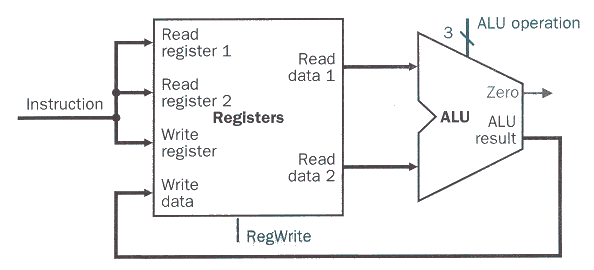 3
ALU operation
Read
register 1
Read
data 1
Read
register 2
Zero
Instruction
Registers
ALU
ALU
result
Write
register
Read
data 2
Write
data
RegWrite